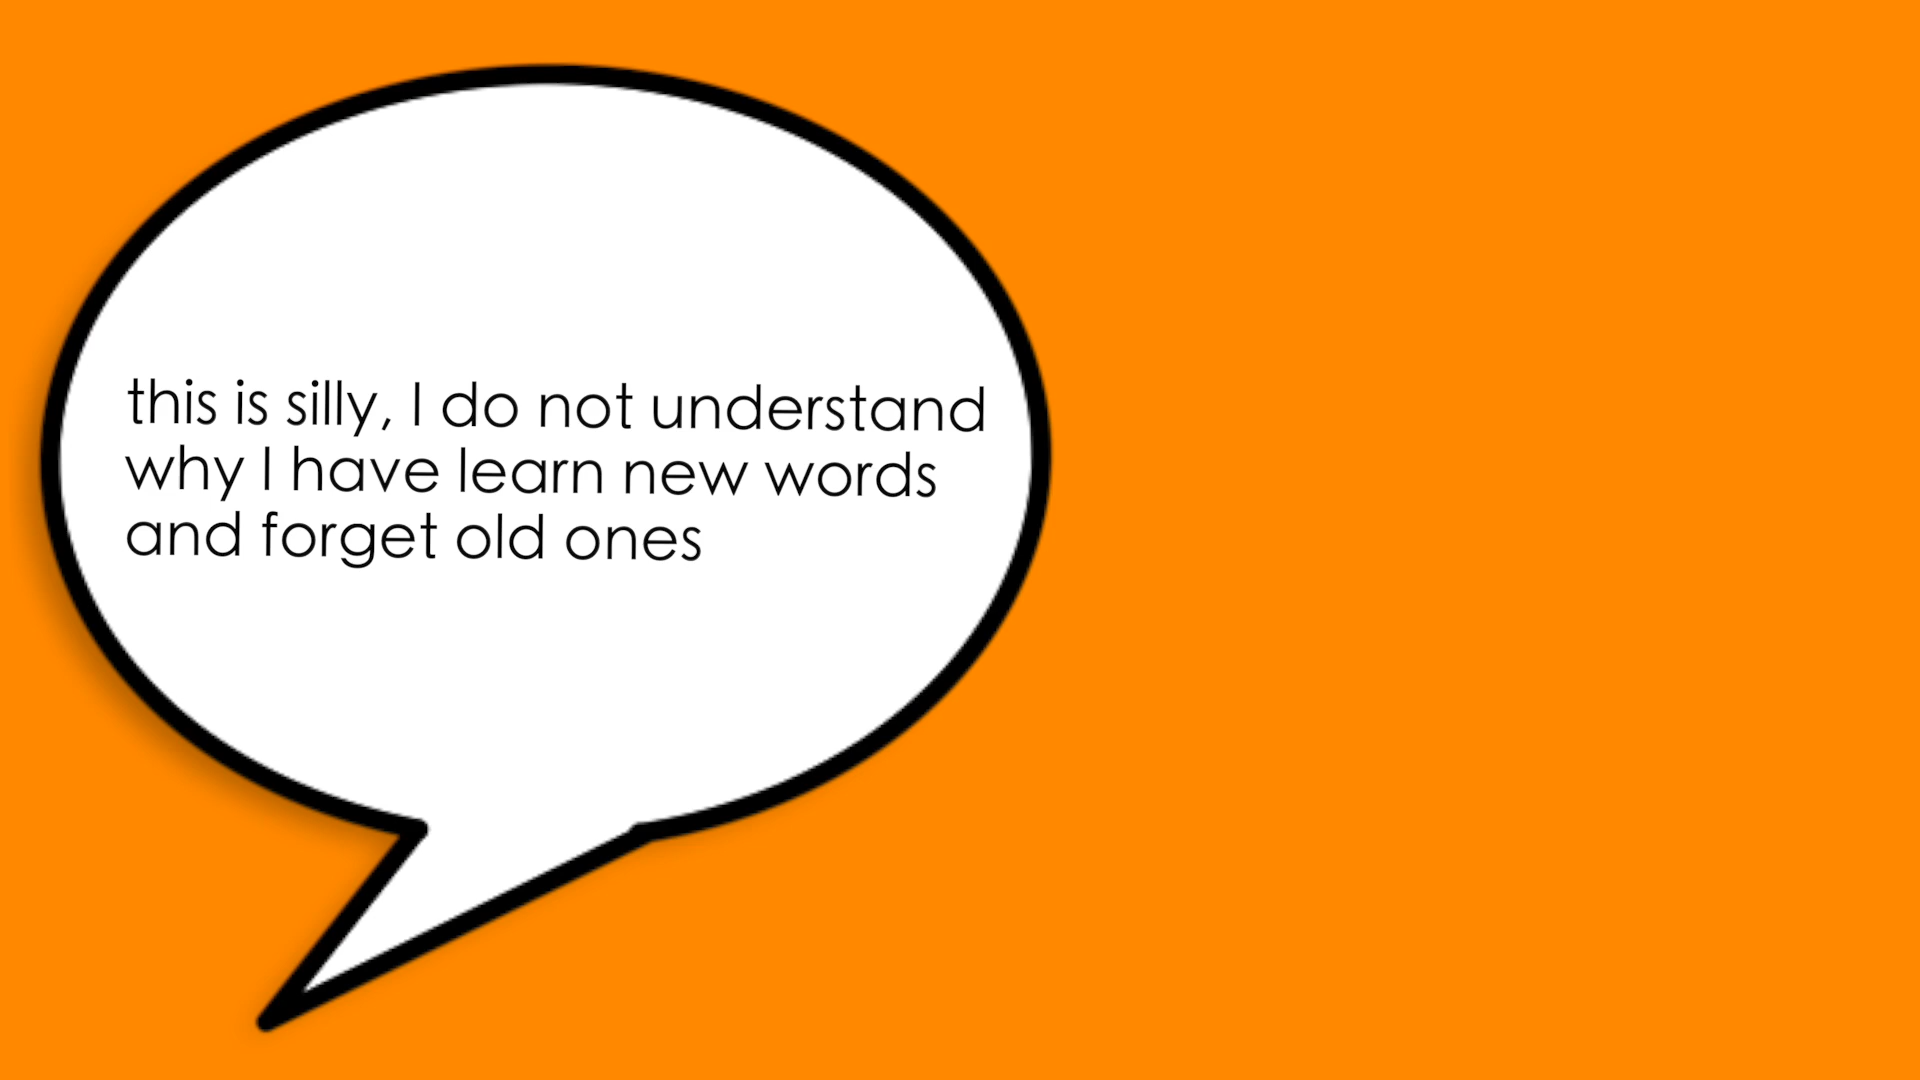 this is silly, I do not understand
why I have learn new words
and forget old ones